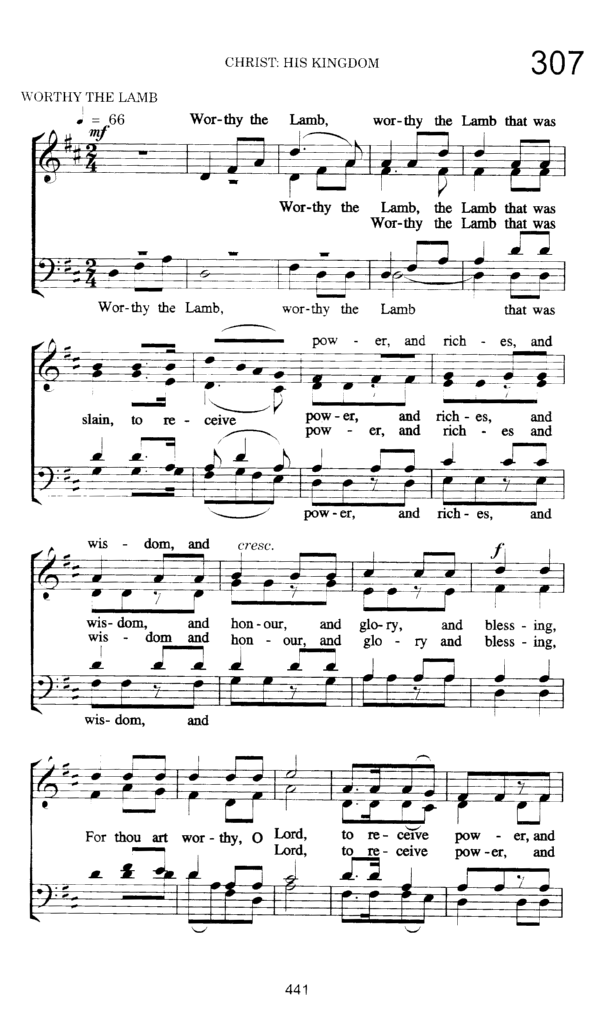 CHRIST: HIS KINGDOM
307
WORTHY THE LAMB
♩ = 66
Wor-thy the Lamb, wor-thy the Lamb that was
mf
Wor-thy the Lamb, the Lamb that was
Wor-thy the Lamb that was
Wor-thy the Lamb, wor-thy the Lamb that was
pow - er, and rich - es, and
slain, to re - ceive pow-er, and rich-es, and
pow - er, and rich - es and
pow-er, and rich-es, and
wis - dom, and cresc.
f
wis-dom, and hon-our, and glo-ry, and bless-ing,
wis - dom and hon - our, and glo - ry and bless - ing,
wis-dom, and
For thou art wor-thy, O Lord, to re-ceive pow - er, and
Lord, to re-ceive pow-er, and
441